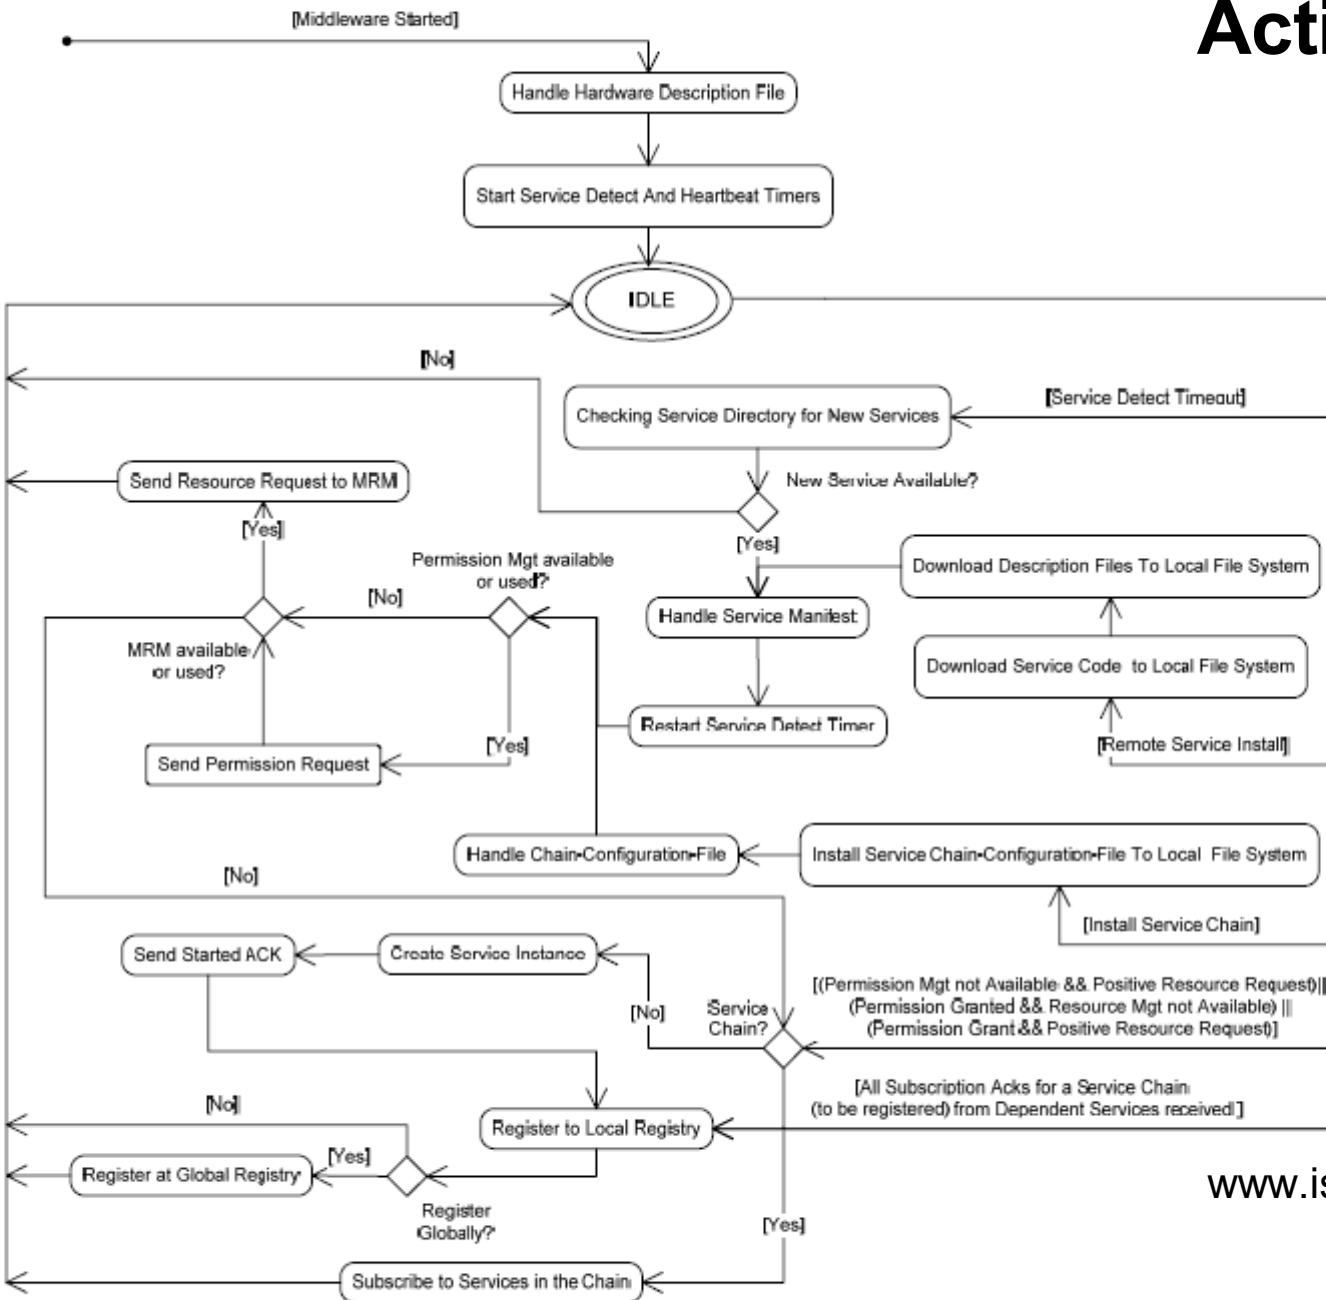 [Middleware Started]
Acti
Handle Hardware Description File
Start Service Detect And Heartbeat Timers
IDLE
[No]
[Service Detect Timeout]
Checking Service Directory for New Services
New Service Available?
Send Resource Request to MRM
[Yes]
[Yes]
Permission Mgt available
or used?
Download Description Files To Local File System
[No]
Handle Service Manifest
MRM available
or used?
Download Service Code to Local File System
Restart Service Detect Timer
[Yes]
[Remote Service Install]
Send Permission Request
Handle Chain-Configuration-File
Install Service Chain-Configuration-File To Local File System
[No]
[Install Service Chain]
Send Started ACK
Create Service Instance
[(Permission Mgt not Available && Positive Resource Request)||
(Permission Granted && Resource Mgt not Available) ||
(Permission Grant && Positive Resource Request)]
[No]
Service
Chain?
[All Subscription Acks for a Service Chain
(to be registered) from Dependent Services received]
[No]
Register to Local Registry
[Yes]
Register at Global Registry
www.is
Register
Globally?
[Yes]
Subscribe to Services in the Chain